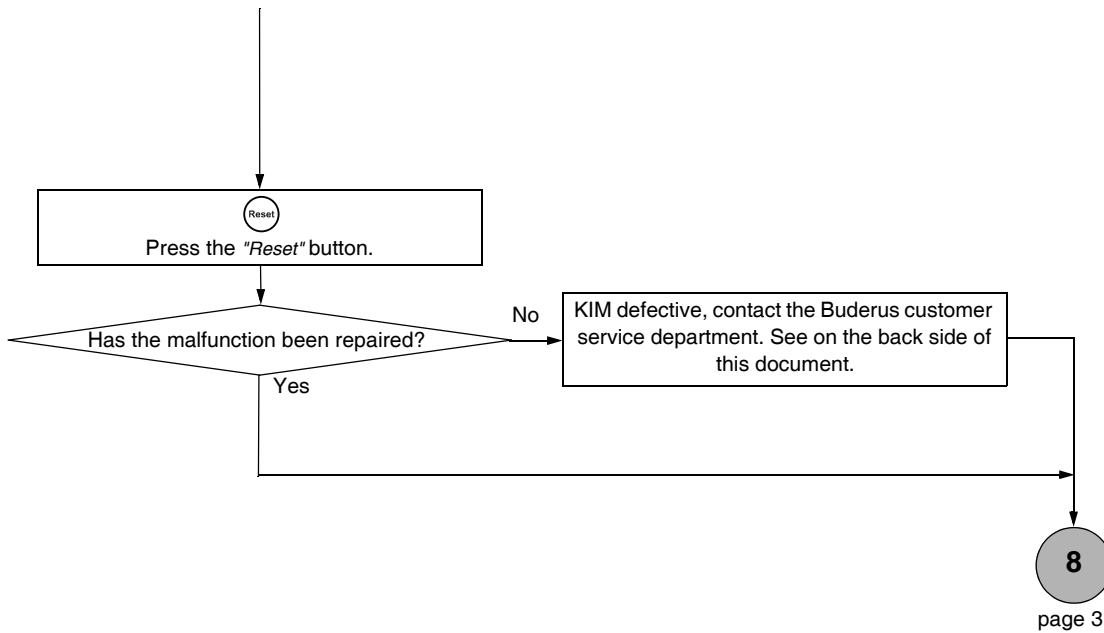 Reset
Press the "Reset" button.
Has the malfunction been repaired?
No
KIM defective, contact the Buderus customer
service department. See on the back side of
this document.
Yes
8
page 3